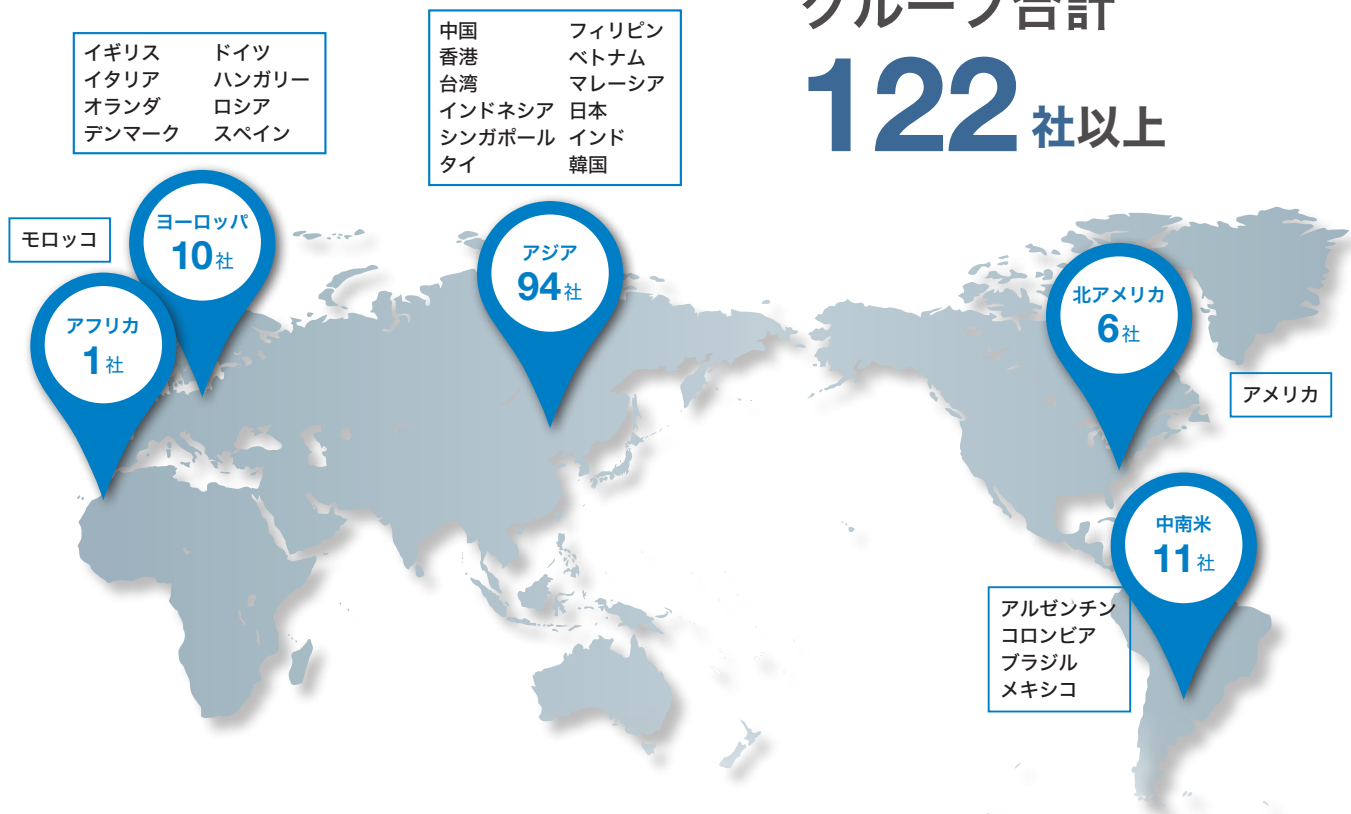 グループ合計
122社以上
イギリス ドイツ
イタリア ハンガリー
オランダ ロシア
デンマーク スペイン
中国 フィリピン
香港 ベトナム
台湾 マレーシア
インドネシア 日本
シンガポール インド
タイ 韓国
モロッコ
ヨーロッパ
10社
アフリカ
1社
アジア
94社
北アメリカ
6社
アメリカ
中南米
11社
アルゼンチン
コロンビア
ブラジル
メキシコ